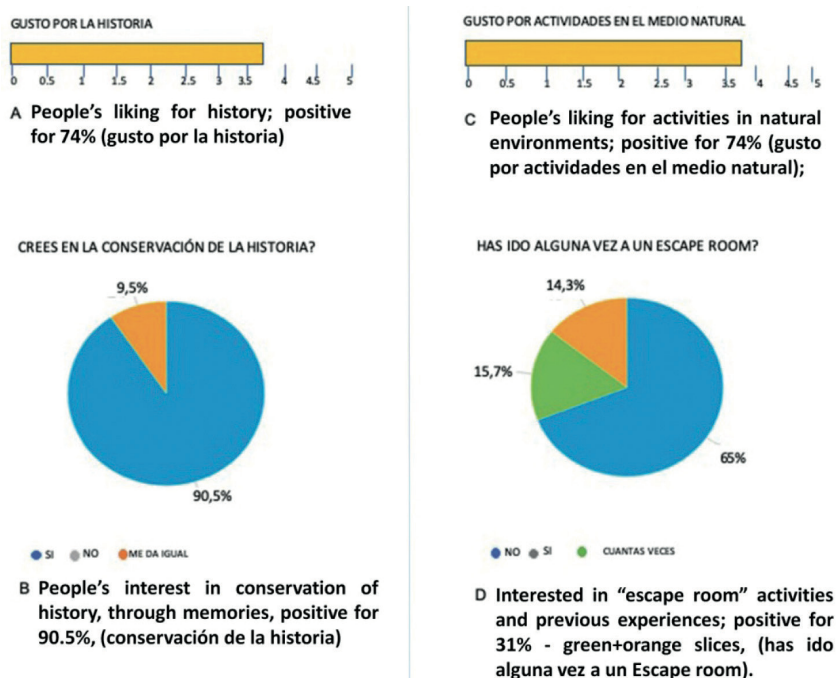 GUSTO POR LA HISTORIA
0 0.5 1 1.5 2 2.5 3 3.5 4 4.5 5
A People's liking for history; positive
for 74% (gusto por la historia)
CREES EN LA CONSERVACIÓN DE LA HISTORIA?
9,5%
90,5%
SI NO ME DA IGUAL
B People's interest in conservation of
history, through memories, positive for
90.5%, (conservación de la historia)
GUSTO POR ACTIVIDADES EN EL MEDIO NATURAL
0 0.5 1 1.5 2 2.5 3 3.5 4 4.5 5
C People's liking for activities in natural
environments; positive for 74% (gusto
por actividades en el medio natural);
HAS IDO ALGUNA VEZ A UN ESCAPE ROOM?
14,3%
15,7%
65%
NO SI CUANTAS VECES
D Interested in "escape room" activities
and previous experiences; positive for
31% - green+orange slices, (has ido
alguna vez a un Escape room).